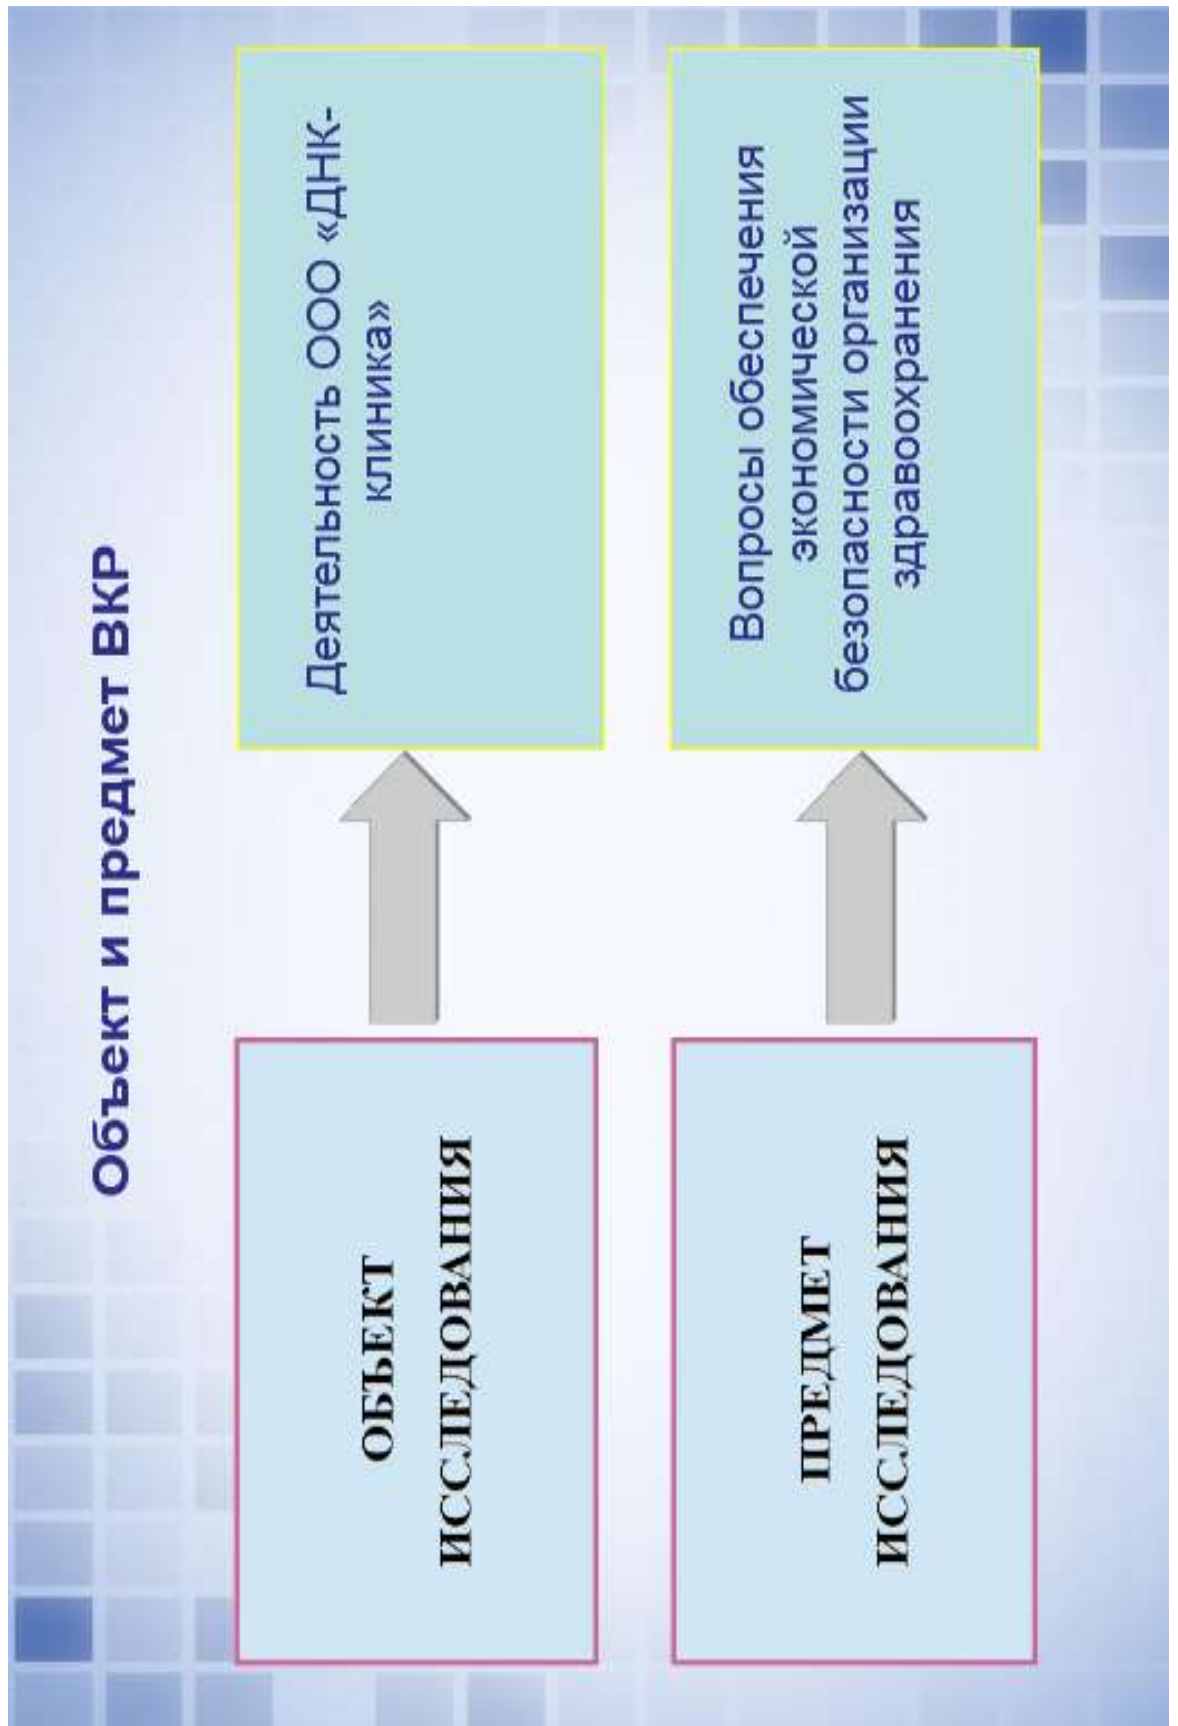 Объект и предмет ВКР
ОБЪЕКТ
ИССЛЕДОВАНИЯ
Деятельность ООО «ДНК-
клиника»
ПРЕДМЕТ
ИССЛЕДОВАНИЯ
Вопросы обеспечения
экономической
безопасности организации
здравоохранения